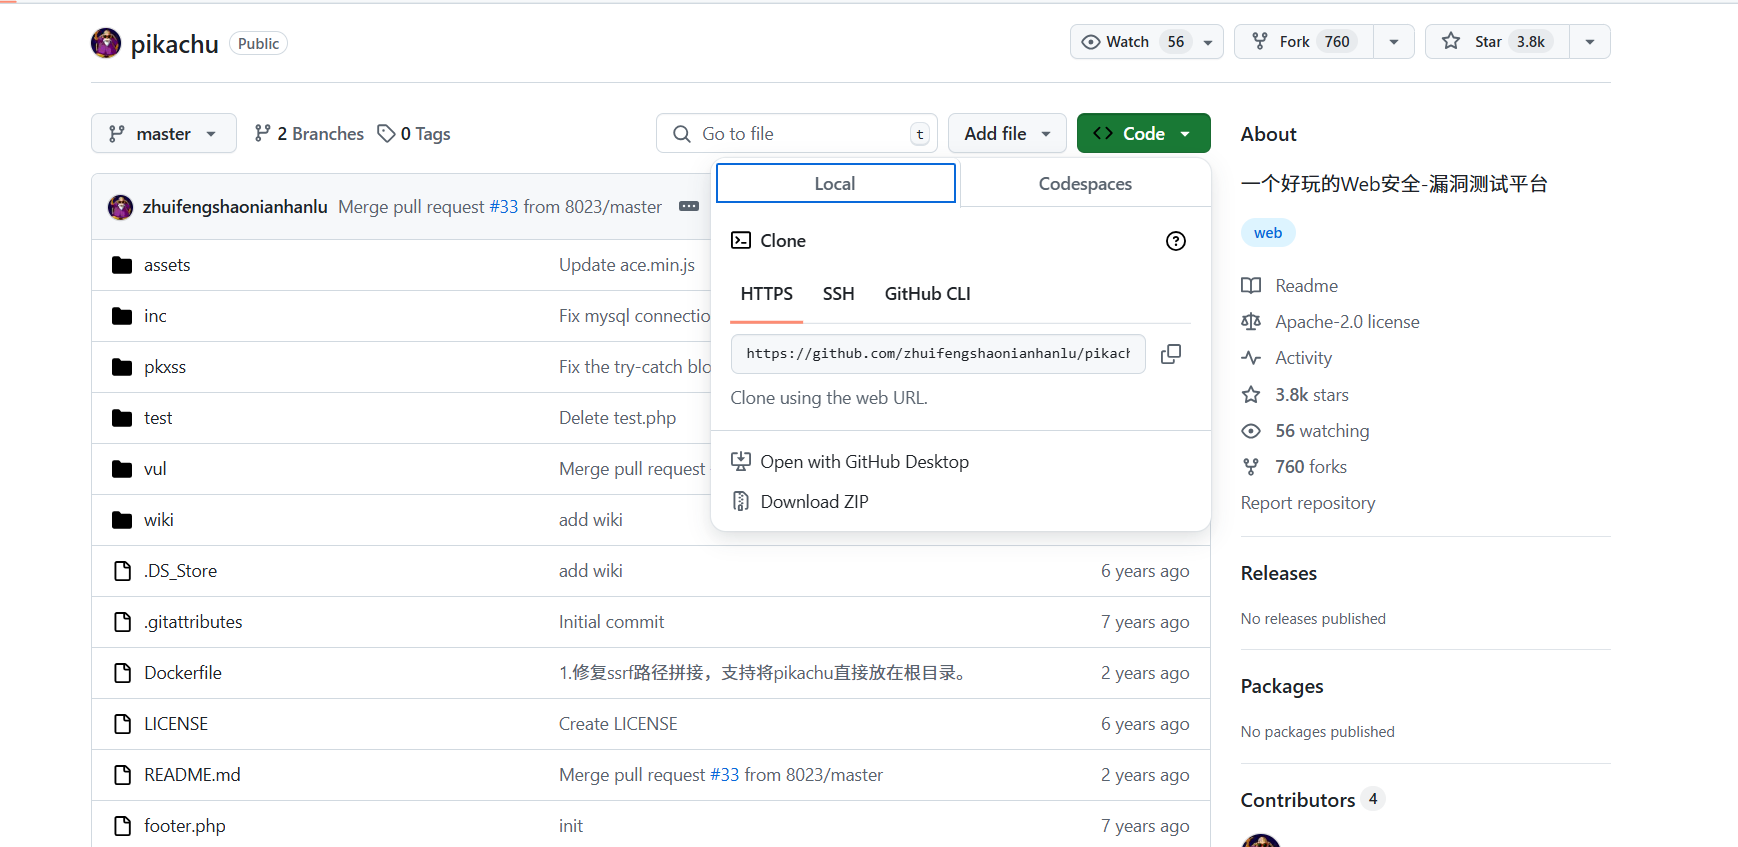 pikachu Public Watch 56 Fork 760 Star 3.8k
master 2 Branches 0 Tags Go to file t Add file Code
zhuifengshaonianhanlu Merge pull request #33 from 8023/master
assets Update ace.min.js
inc Fix mysql connectio
pkxss Fix the try-catch blo
test Delete test.php
vul Merge pull request
wiki add wiki
.DS_Store add wiki 6 years ago
.gitattributes Initial commit 7 years ago
Dockerfile 1.修复ssrf路径拼接，支持将pikachu直接放在根目录。 2 years ago
LICENSE Create LICENSE 6 years ago
README.md Merge pull request #33 from 8023/master 2 years ago
footer.php init 7 years ago
Local Codespaces
Clone
HTTPS SSH GitHub CLI
https://github.com/zhuifengshaonianhanlu/pikach
Clone using the web URL.
Open with GitHub Desktop
Download ZIP
About
一个好玩的Web安全-漏洞测试平台
web
Readme
Apache-2.0 license
Activity
3.8k stars
56 watching
760 forks
Report repository
Releases
No releases published
Packages
No packages published
Contributors 4